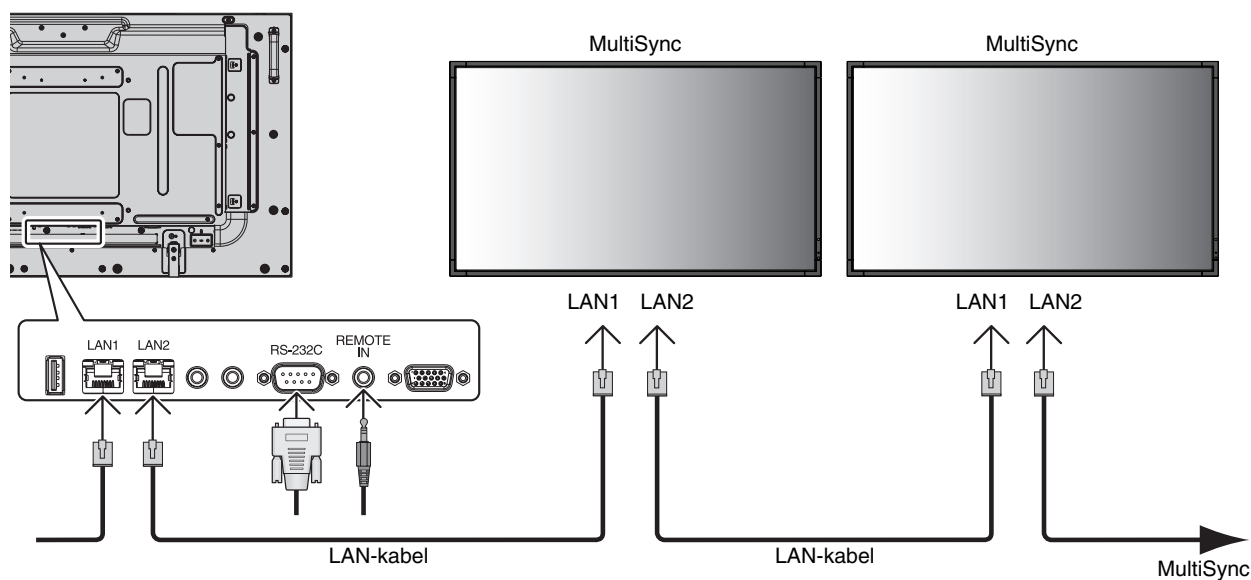 MultiSync
MultiSync
LAN1 LAN2
LAN1 LAN2
LAN1 LAN2
RS-232C
REMOTE
IN
LAN-kabel
LAN-kabel
MultiSync